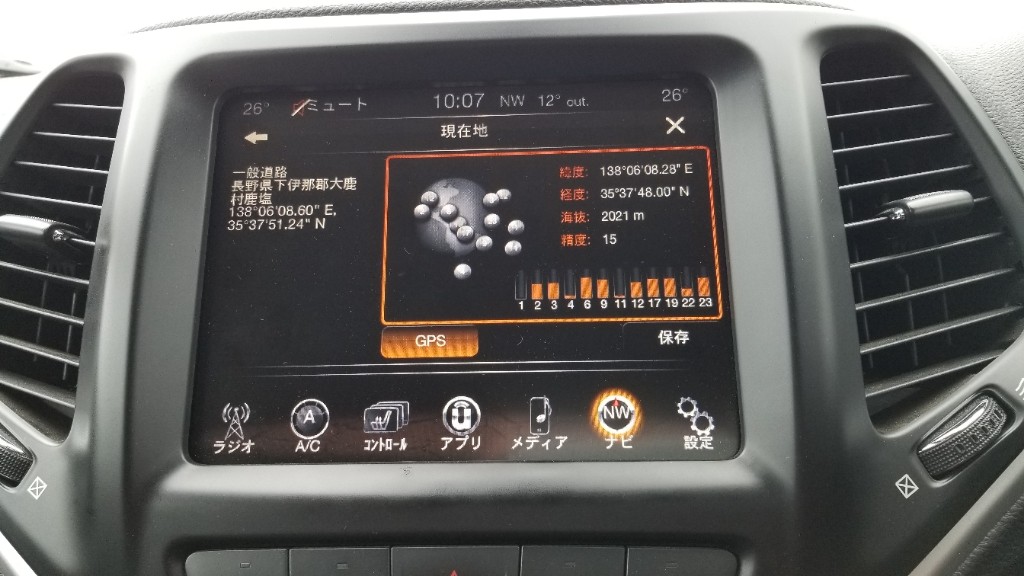 26°
ミュート
10:07 NW 12° out.
26°
現在地
一般道路
長野県下伊那郡大鹿
村鹿塩
138°06'08.60" E,
35°37'51.24" N
緯度: 138°06'08.28" E
経度: 35°37'48.00" N
海抜: 2021 m
精度: 15
1 2 3 4 6 9 11 12 17 19 22 23
GPS
保存
A
NW
ラジオ
A/C
コントロール
アプリ
メディア
ナビ
設定